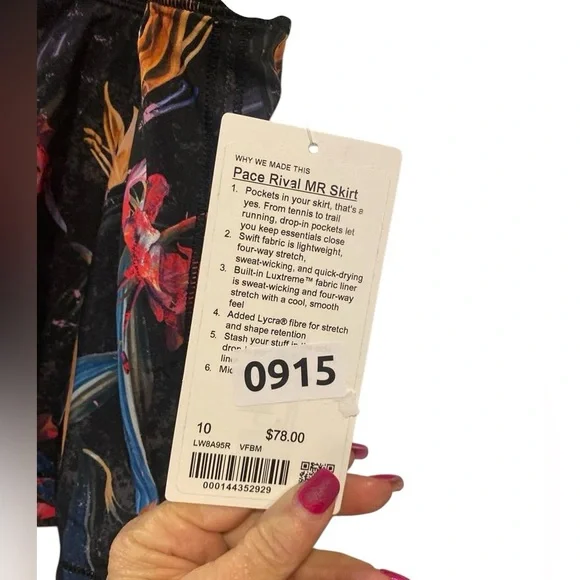 WHY WE MADE THIS
Pace Rival MR Skirt
1. Pockets in your skirt, that's a
yes. From tennis to trail
running, drop-in pockets let
you keep essentials close
2. Swift fabric is lightweight,
four-way stretch,
sweat-wicking, and quick-drying
3. Built-in Luxtreme™ fabric liner
is sweat-wicking and four-way
stretch with a cool, smooth
feel
4. Added Lycra® fibre for stretch
and shape retention
5. Stash your stuff in
6.
0915
10 $78.00
LW8A95R VFBM
000144352929